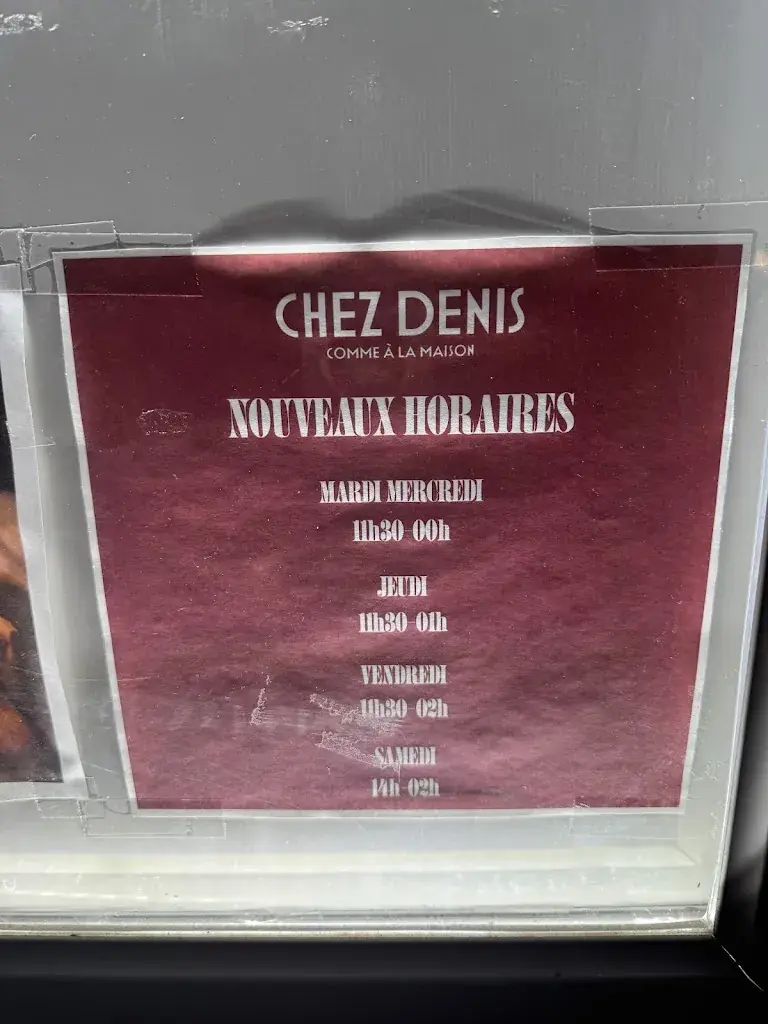 CHEZ DENIS
COMME À LA MAISON
NOUVEAUX HORAIRES
MARDI MERCREDI
11h30 00h
JEUDI
11h30 01h
VENDREDI
11h30 02h
SAMEDI
14h 02h